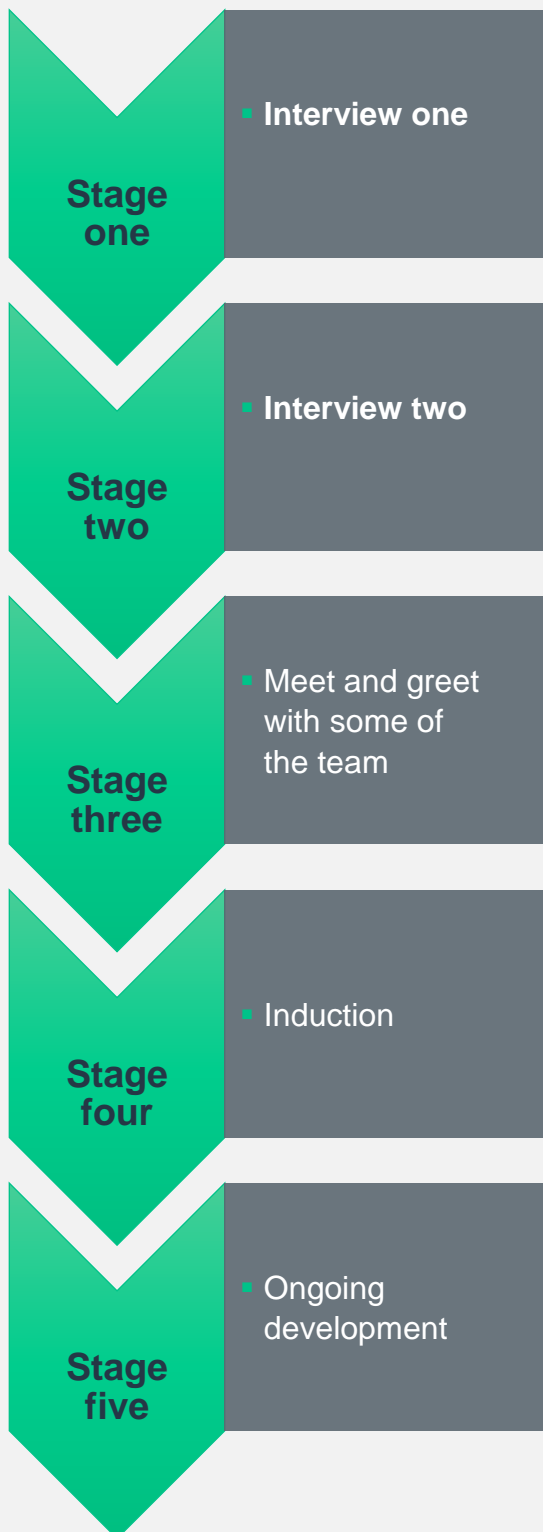 Stage
one
▪ Interview one
Stage
two
▪ Interview two
Stage
three
▪ Meet and greet
with some of
the team
Stage
four
▪ Induction
Stage
five
▪ Ongoing
development